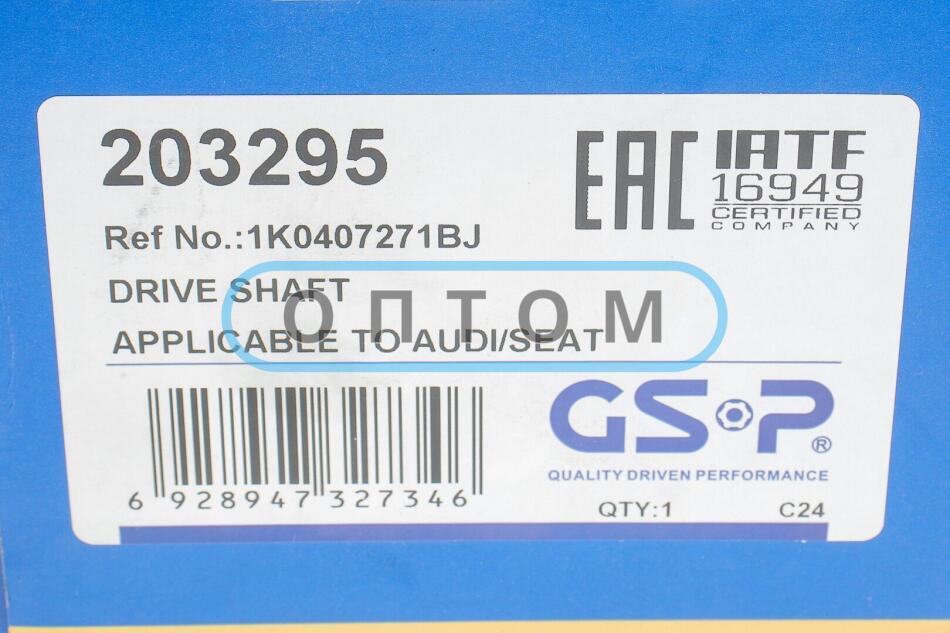 203295
EAC
IATF
16949
CERTIFIED
COMPANY
Ref No.:1K0407271BJ
DRIVE SHAFT
ОПТОМ
APPLICABLE TO AUDI/SEAT
GSP®
QUALITY DRIVEN PERFORMANCE
6 928947 327346
QTY:1
C24